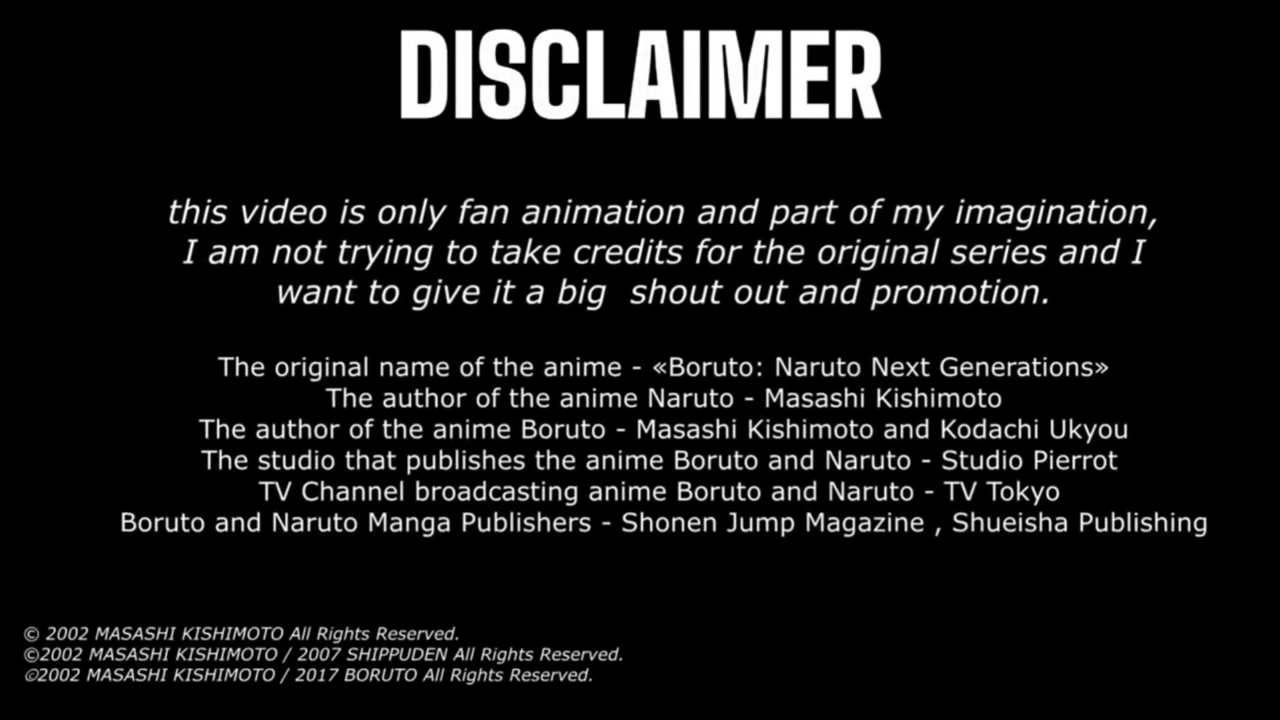 DISCLAIMER
this video is only fan animation and part of my imagination,
I am not trying to take credits for the original series and I
want to give it a big  shout out and promotion.
The original name of the anime - «Boruto: Naruto Next Generations»
The author of the anime Naruto - Masashi Kishimoto
The author of the anime Boruto - Masashi Kishimoto and Kodachi Ukyou
The studio that publishes the anime Boruto and Naruto - Studio Pierrot
TV Channel broadcasting anime Boruto and Naruto - TV Tokyo
Boruto and Naruto Manga Publishers - Shonen Jump Magazine , Shueisha Publishing
© 2002 MASASHI KISHIMOTO All Rights Reserved.
©2002 MASASHI KISHIMOTO / 2007 SHIPPUDEN All Rights Reserved.
©2002 MASASHI KISHIMOTO / 2017 BORUTO All Rights Reserved.